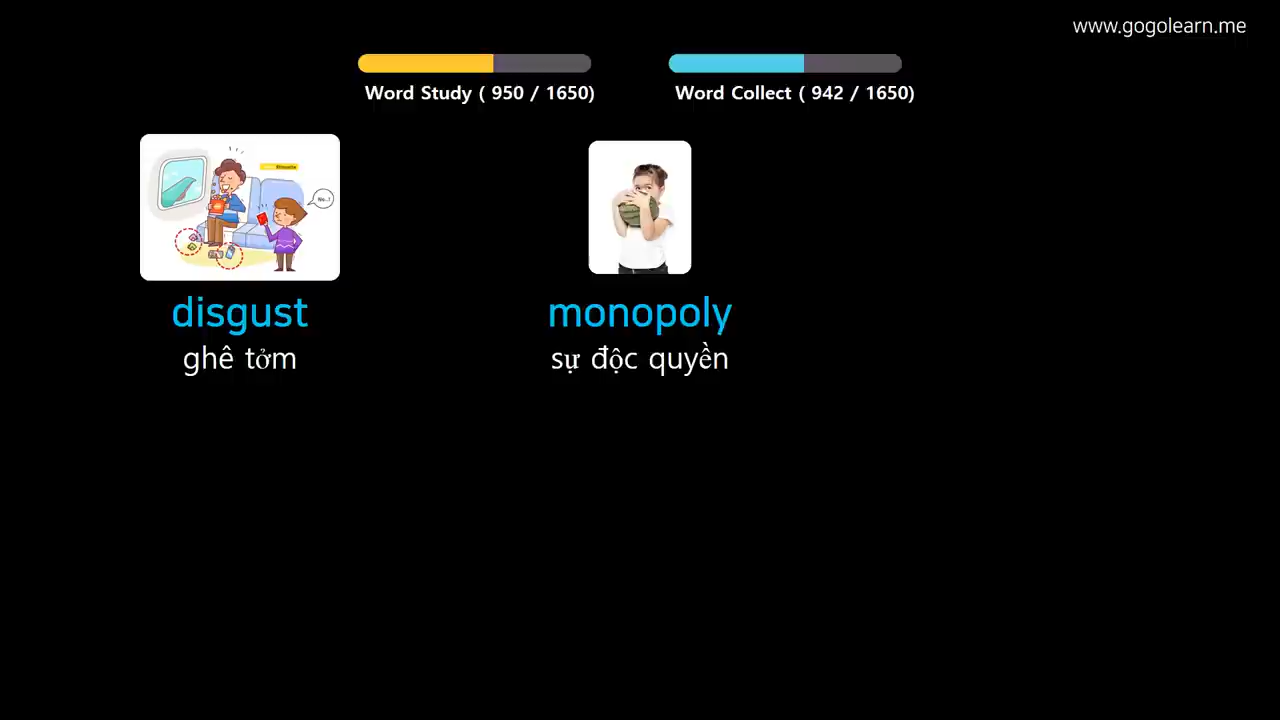 www.gogolearn.me
Word Study ( 950 / 1650)
Word Collect ( 942 / 1650)
disgust
ghê tởm
monopoly
sự độc quyền